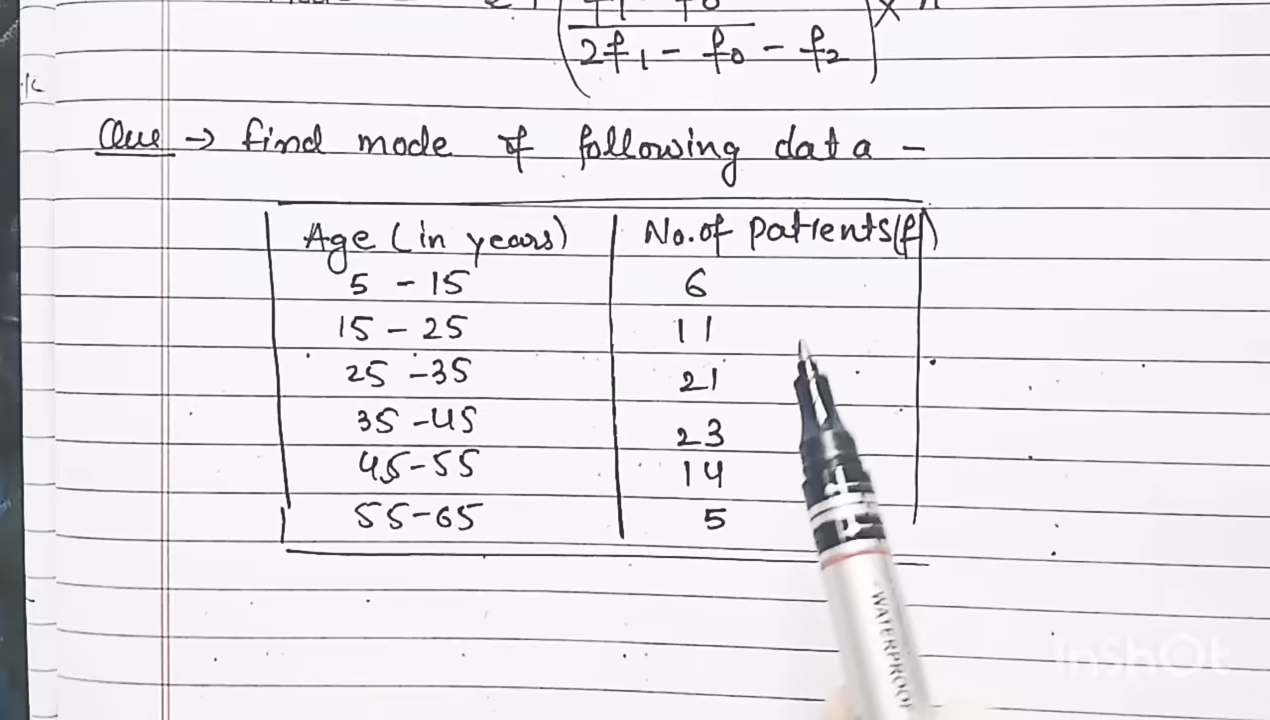 2f₁ - f₀ - f₂ × h
Que → find mode of following data -
Age (in years) No. of patients (f)
5 - 15 6
15 - 25 11
25 - 35 21
35 - 45 23
45 - 55 14
55 - 65 5
WATERPROOF
InShOt